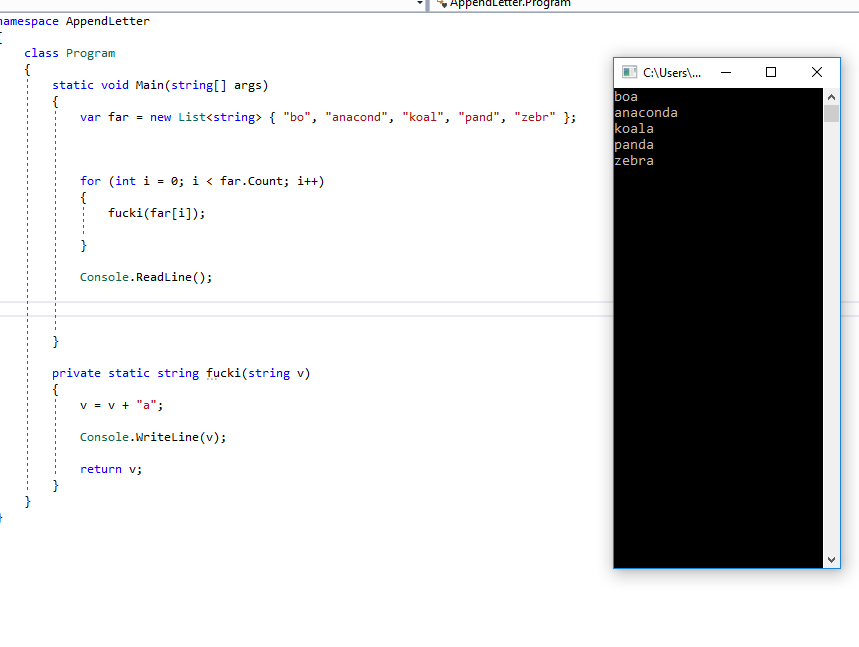 AppendLetter.Program
namespace AppendLetter
{
class Program
{
static void Main(string[] args)
{
var far = new List<string> { "bo", "anacond", "koal", "pand", "zebr" };
for (int i = 0; i < far.Count; i++)
{
fucki(far[i]);
}
Console.ReadLine();
}
private static string fucki(string v)
{
v = v + "a";
Console.WriteLine(v);
return v;
}
}
}
C:\Users\...
boa
anaconda
koala
panda
zebra